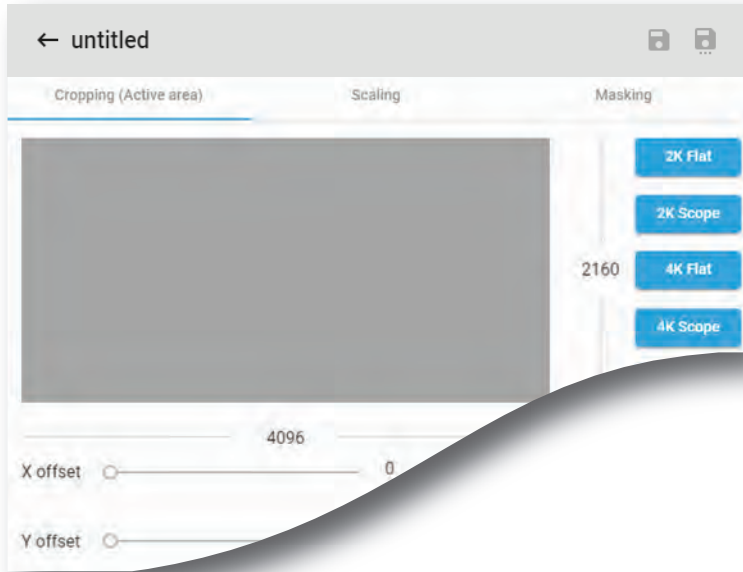 ← untitled
Cropping (Active area) Scaling Masking
2K Flat
2K Scope
2160
4K Flat
4K Scope
4096
X offset 0
Y offset